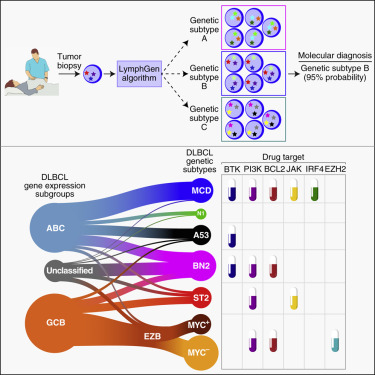 Tumor
biopsy
LymphGen
algorithm
Genetic
subtype
A
Genetic
subtype
B
Genetic
subtype
C
Molecular diagnosis
Genetic subtype B
(95% probability)
DLBCL
gene expression
subgroups
DLBCL
genetic
subtypes
Drug target
BTK PI3K BCL2 JAK IRF4 EZH2
ABC
Unclassified
GCB
MCD
N1
A53
BN2
ST2
EZB
MYC+
MYC−